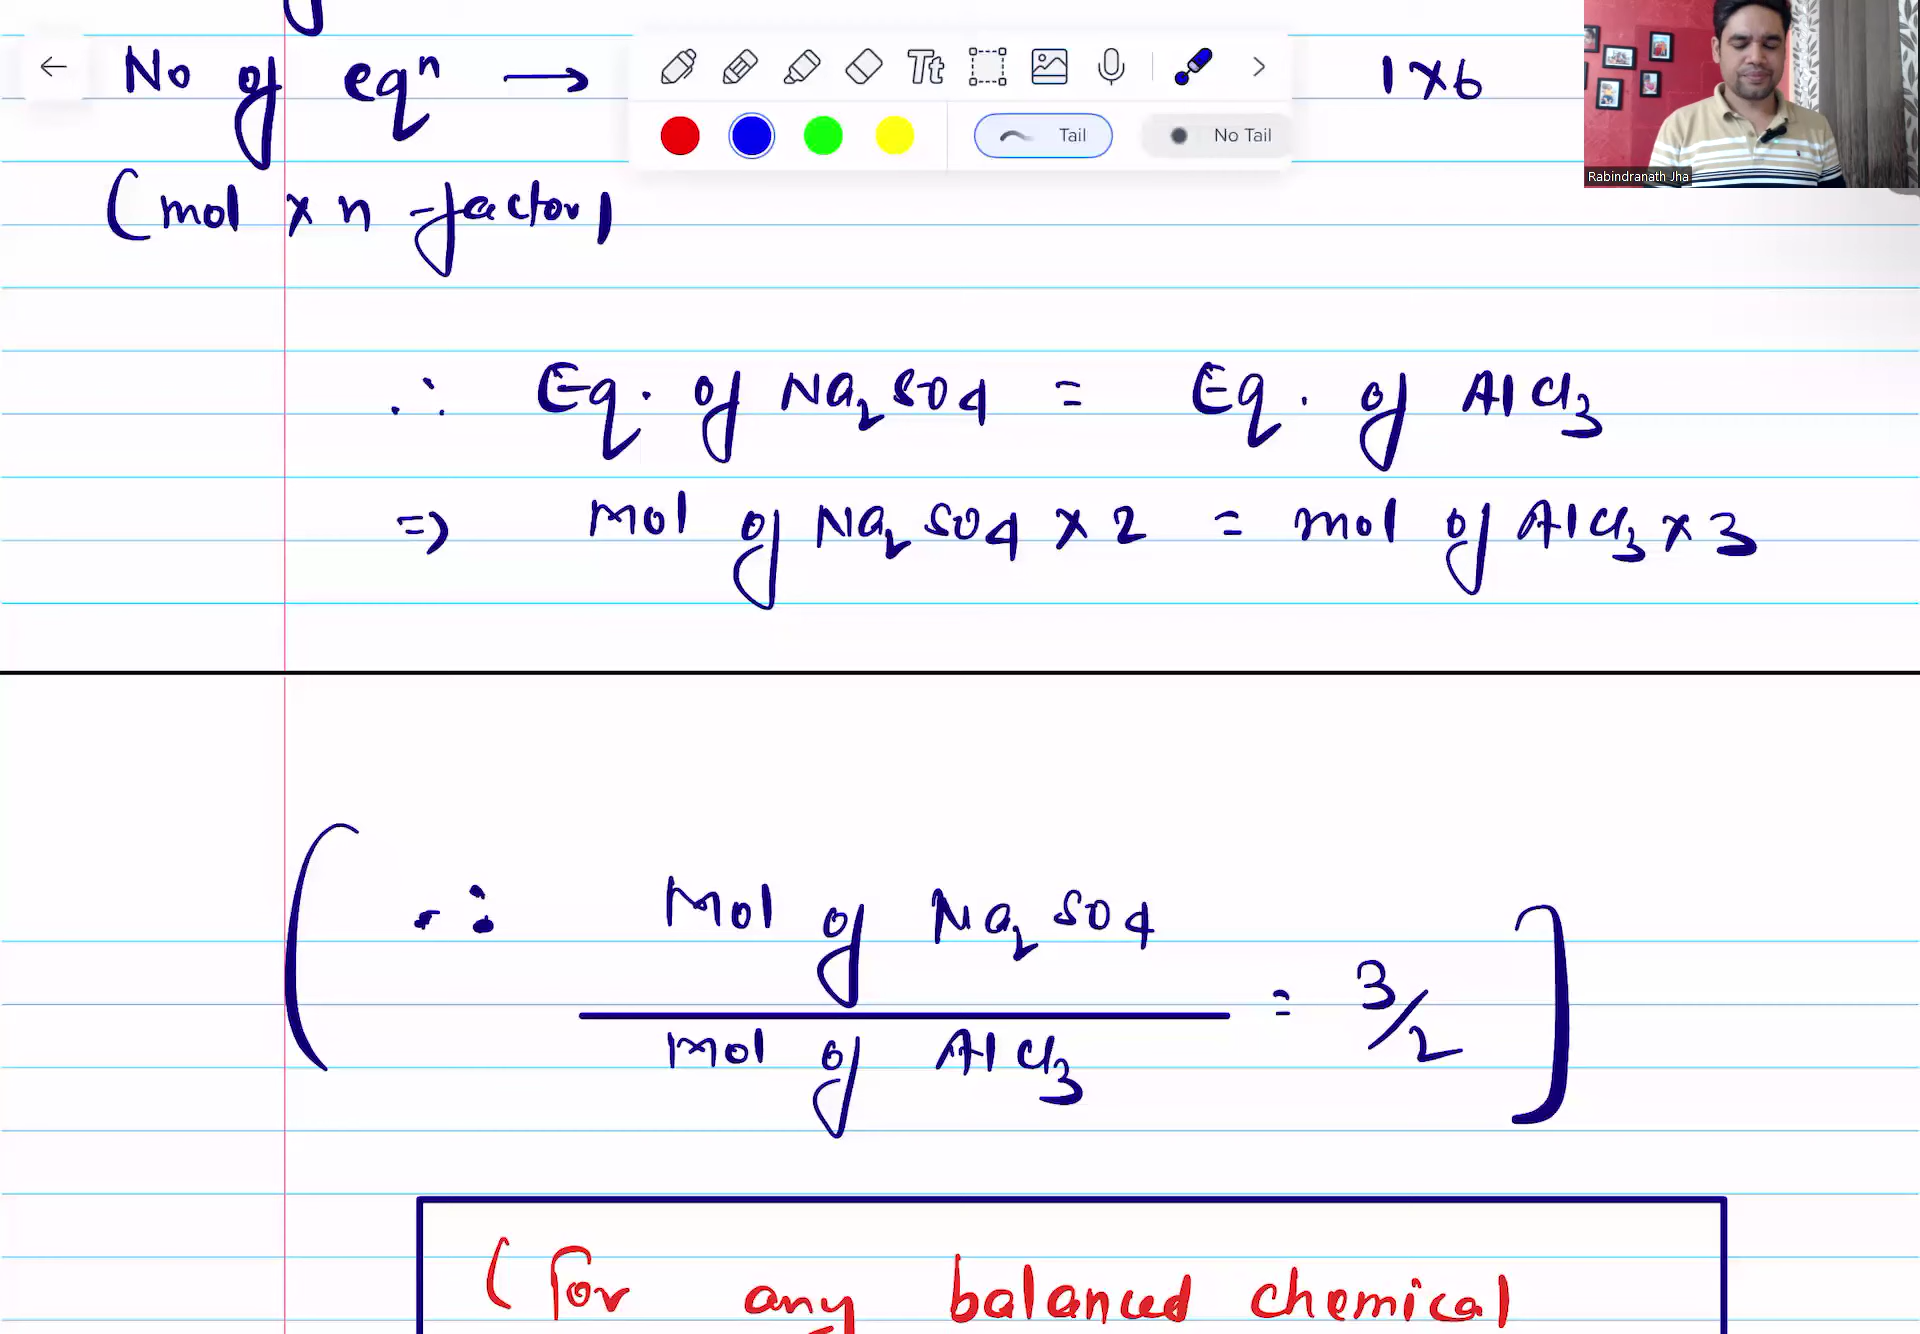 No of eqⁿ → 1 × 6
Tt
Tail No Tail
Rabindranath Jha
(mol × n-factor)
∴ Eq. of Na₂SO₄ = Eq. of AlCl₃
=> Mol of Na₂SO₄ × 2 = mol of AlCl₃ × 3
∴ Mol of Na₂SO₄
mol of AlCl₃ = 3/2
(For any balanced chemical